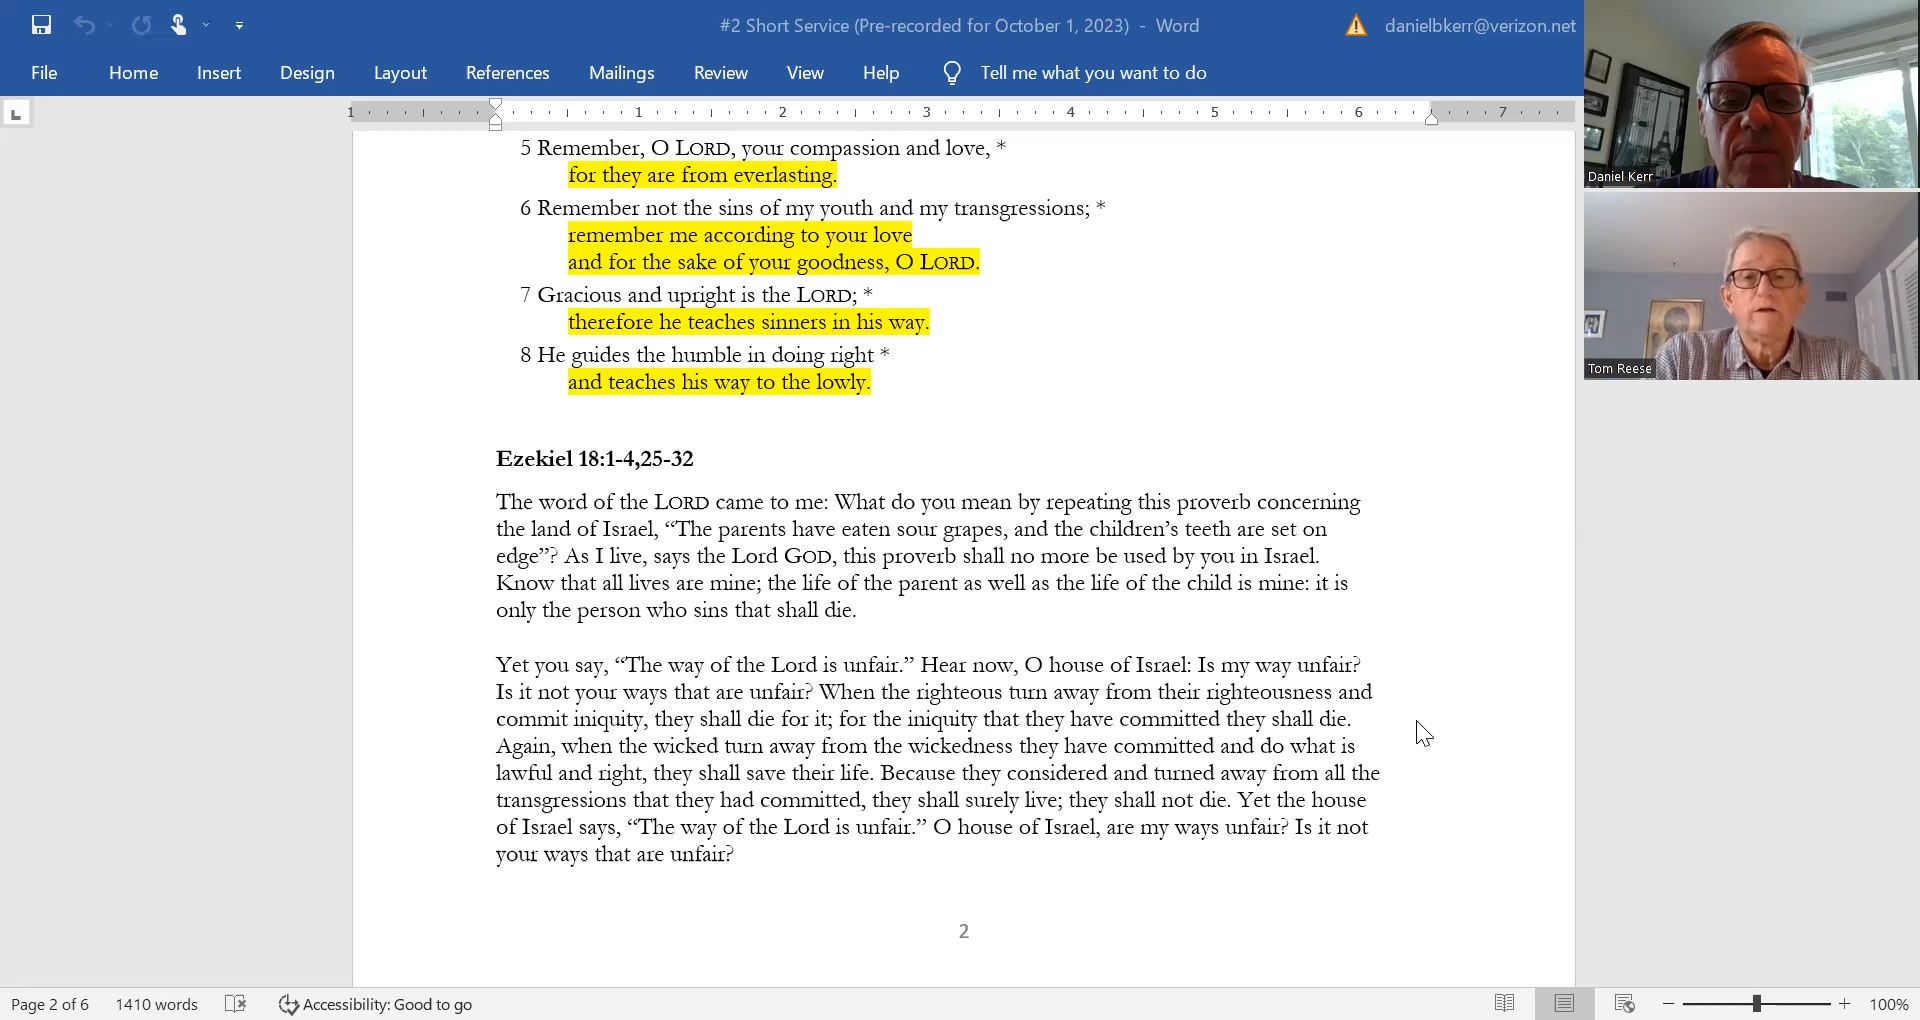 #2 Short Service (Pre-recorded for October 1, 2023) - Word
danielbkerr@verizon.net
File Home Insert Design Layout References Mailings Review View Help Tell me what you want to do
1 1 2 3 4 5 6 7
5 Remember, O LORD, your compassion and love, *
for they are from everlasting.
6 Remember not the sins of my youth and my transgressions; *
remember me according to your love
and for the sake of your goodness, O LORD.
7 Gracious and upright is the LORD; *
therefore he teaches sinners in his way.
8 He guides the humble in doing right *
and teaches his way to the lowly.
Ezekiel 18:1-4,25-32
The word of the LORD came to me: What do you mean by repeating this proverb concerning
the land of Israel, “The parents have eaten sour grapes, and the children’s teeth are set on
edge”? As I live, says the Lord GOD, this proverb shall no more be used by you in Israel.
Know that all lives are mine; the life of the parent as well as the life of the child is mine: it is
only the person who sins that shall die.
Yet you say, “The way of the Lord is unfair.” Hear now, O house of Israel: Is my way unfair?
Is it not your ways that are unfair? When the righteous turn away from their righteousness and
commit iniquity, they shall die for it; for the iniquity that they have committed they shall die.
Again, when the wicked turn away from the wickedness they have committed and do what is
lawful and right, they shall save their life. Because they considered and turned away from all the
transgressions that they had committed, they shall surely live; they shall not die. Yet the house
of Israel says, “The way of the Lord is unfair.” O house of Israel, are my ways unfair? Is it not
your ways that are unfair?
2
Daniel Kerr
Tom Reese
Page 2 of 6 1410 words Accessibility: Good to go 100%